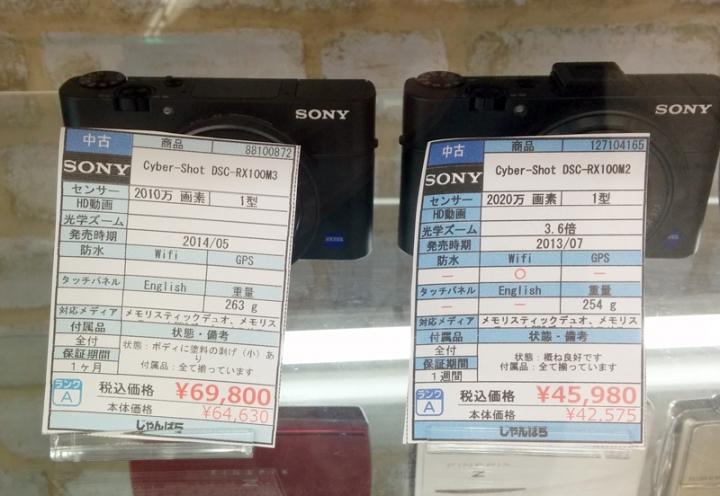 SONY
中古
商品
88100872
SONY
Cyber-Shot DSC-RX100M3
センサー
2010万 画素
1型
HD動画
光学ズーム
発売時期
2014/05
防水
Wifi
GPS
タッチパネル
English
重量
263 g
対応メディア
メモリスティックデュオ、メモリス
付属品
状態・備考
全付
状態：ボディに塗料の剥げ（小）あ
り
付属品：全て揃っています
保証期間
1ヶ月
ランク
A
税込価格
¥69,800
本体価格
¥64,630
じゃんぱら
SONY
中古
商品
127104165
SONY
Cyber-Shot DSC-RX100M2
センサー
2020万 画素
1型
HD動画
光学ズーム
3.6倍
発売時期
2013/07
防水
Wifi
GPS
－
○
－
タッチパネル
English
重量
－
－
254 g
対応メディア
メモリスティックデュオ、メモリス
付属品
状態・備考
全付
状態：概ね良好です
付属品：全て揃っています
保証期間
1週間
ランク
A
税込価格
¥45,980
本体価格
¥42,575
じゃんぱら